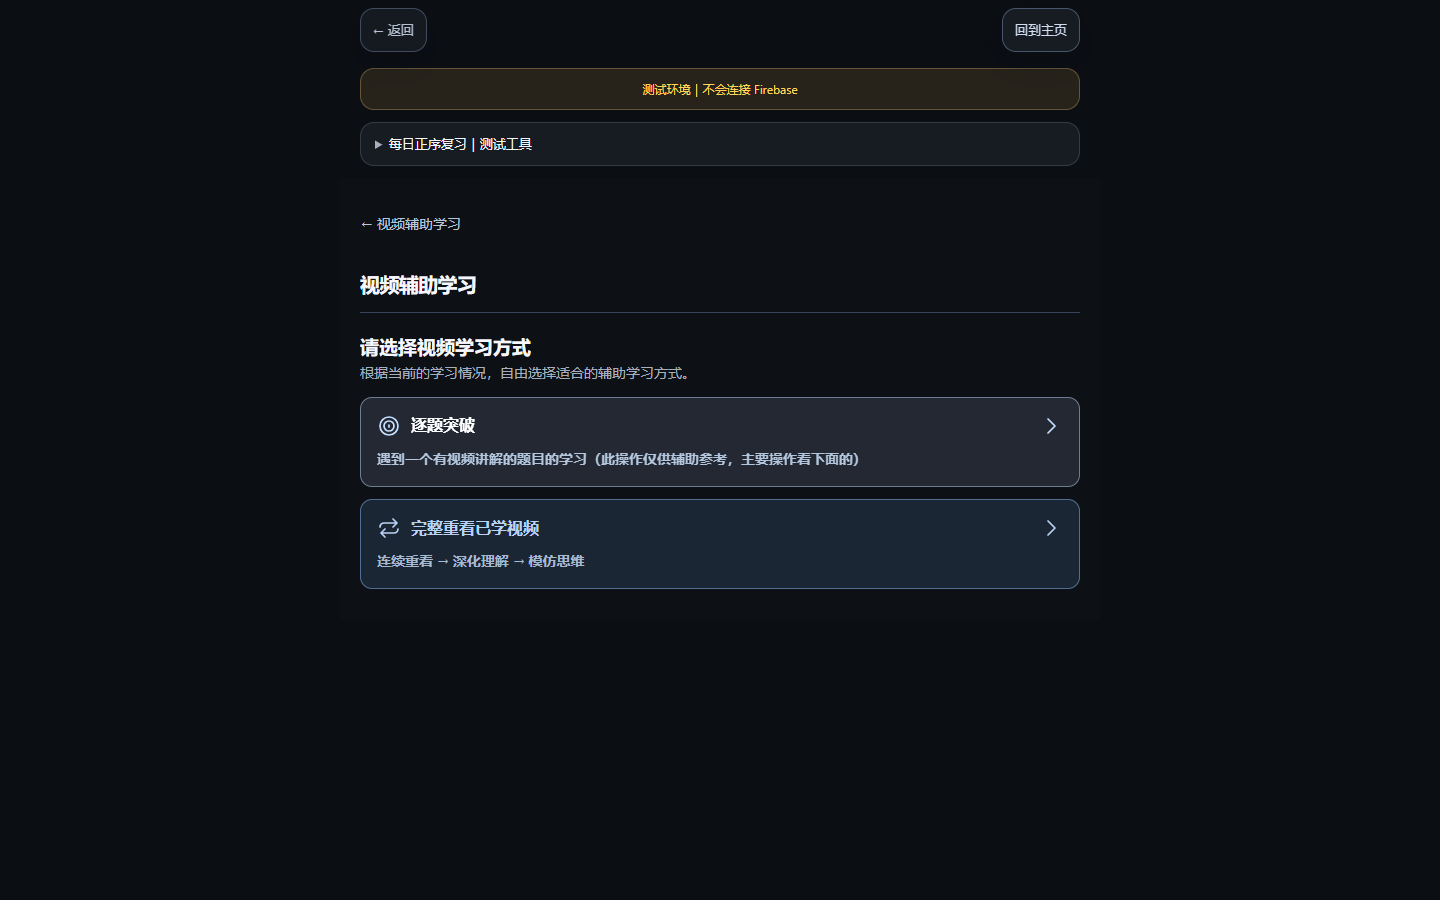 ← 返回
回到主页
测试环境 | 不会连接 Firebase
▶ 每日正序复习 | 测试工具
← 视频辅助学习
视频辅助学习
请选择视频学习方式
根据当前的学习情况，自由选择适合的辅助学习方式。
逐题突破
遇到一个有视频讲解的题目的学习（此操作仅供辅助参考，主要操作看下面的）
完整重看已学视频
连续重看 → 深化理解 → 模仿思维